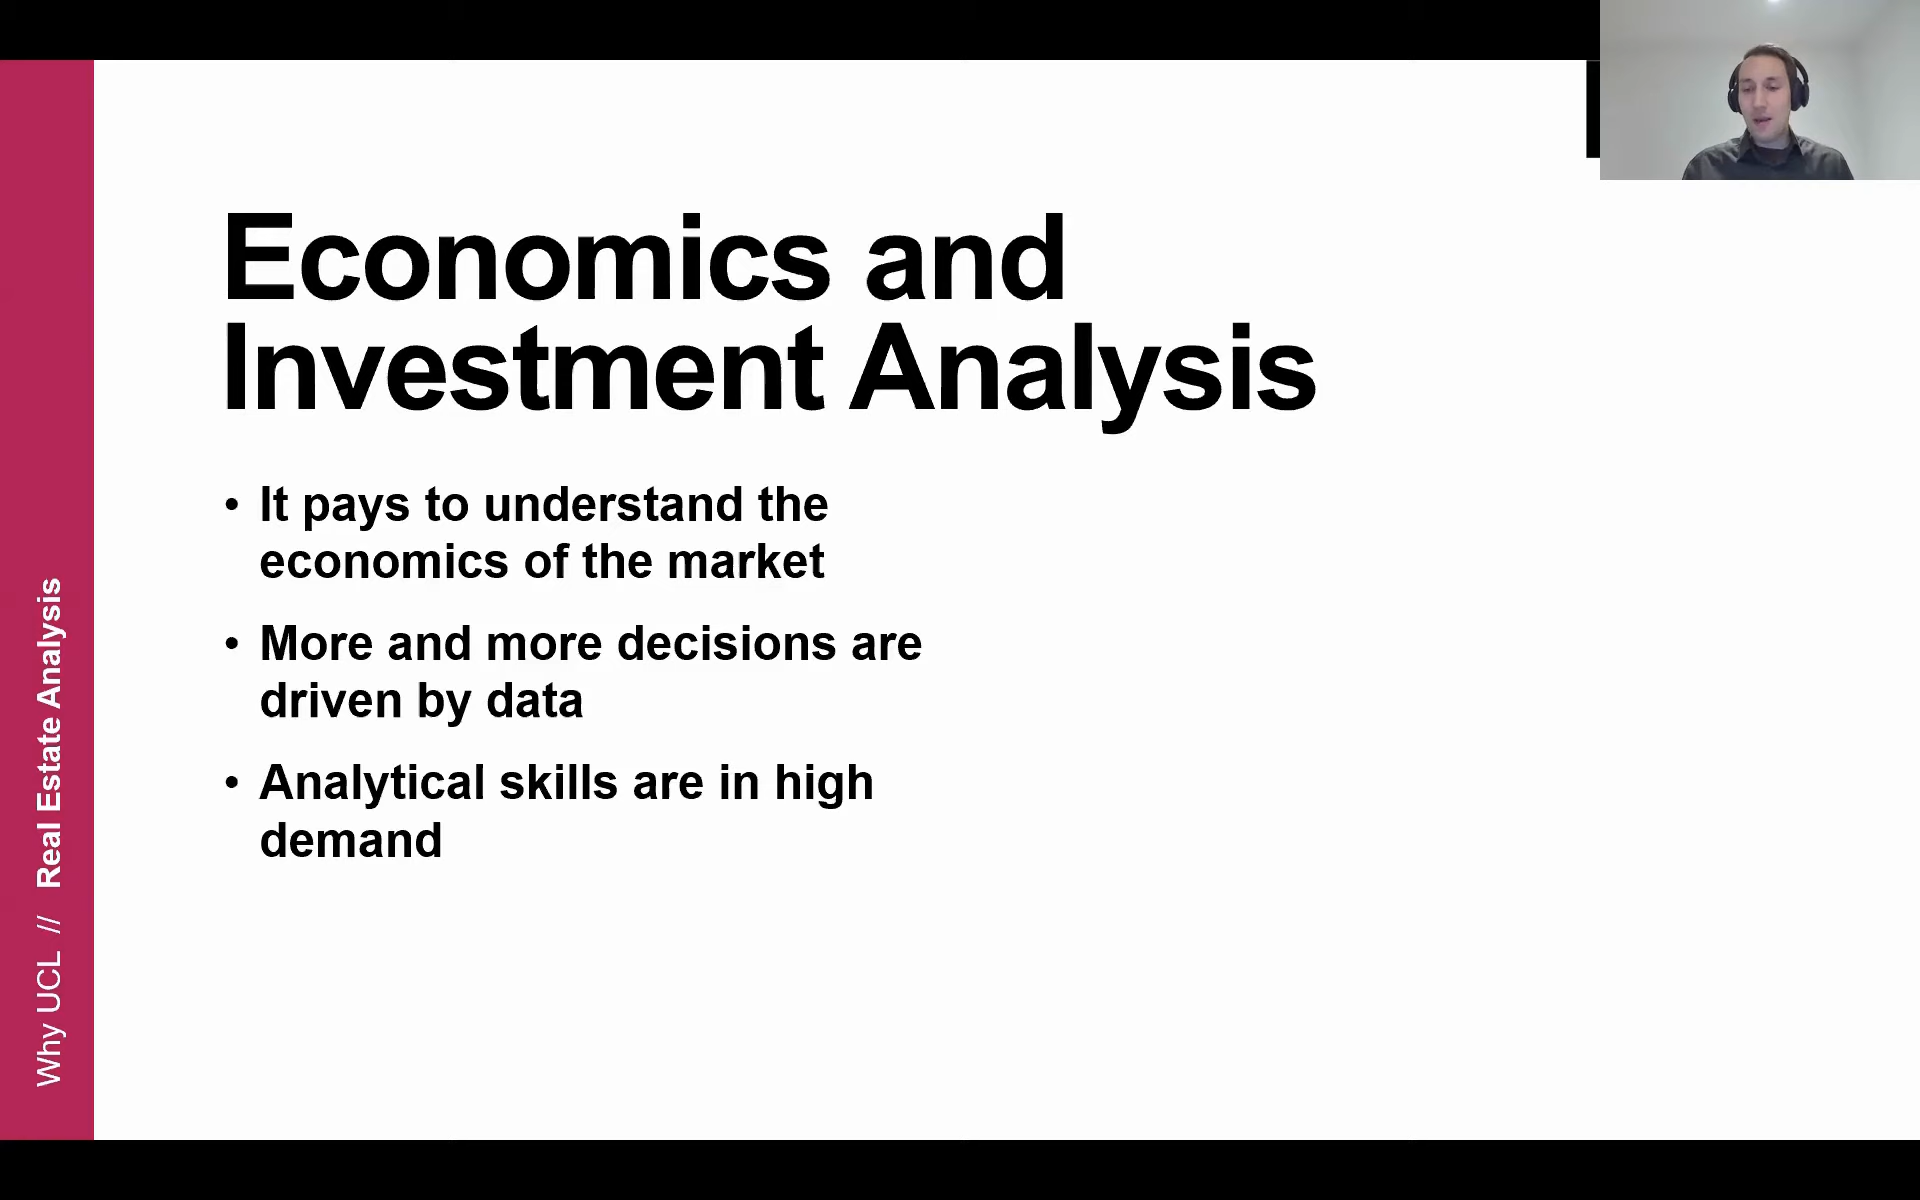 Economics and
Investment Analysis
• It pays to understand the
economics of the market
• More and more decisions are
driven by data
• Analytical skills are in high
demand
Why UCL // Real Estate Analysis